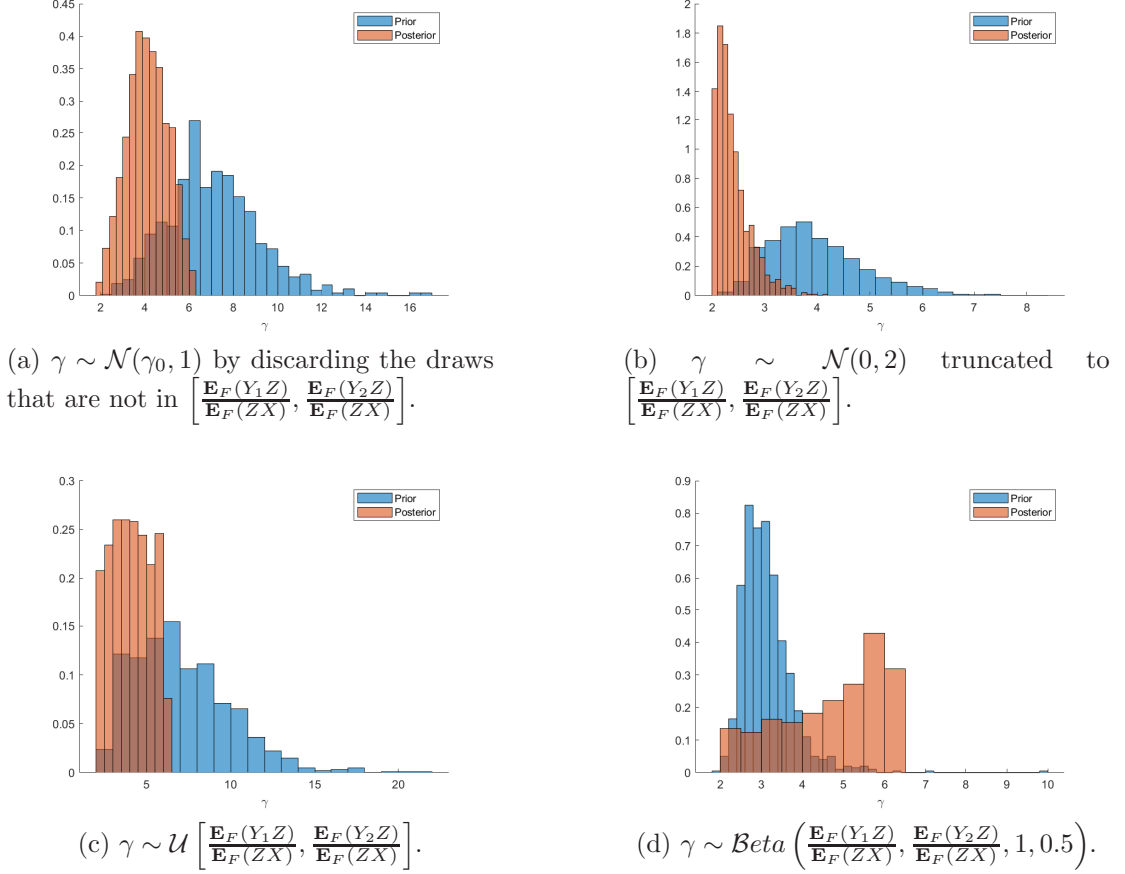 0.45
0.4
0.35
0.3
0.25
0.2
0.15
0.1
0.05
0
2 4 6 8 10 12 14 16
γ
Prior
Posterior
(a) γ ∼ N(γ₀, 1) by discarding the draws
that are not in [E_F(Y₁Z)/E_F(ZX), E_F(Y₂Z)/E_F(ZX)].
2
1.8
1.6
1.4
1.2
1
0.8
0.6
0.4
0.2
0
2 3 4 5 6 7 8
γ
Prior
Posterior
(b) γ ∼ N(0, 2) truncated to
[E_F(Y₁Z)/E_F(ZX), E_F(Y₂Z)/E_F(ZX)].
0.3
0.25
0.2
0.15
0.1
0.05
0
5 10 15 20
γ
Prior
Posterior
(c) γ ∼ U [E_F(Y₁Z)/E_F(ZX), E_F(Y₂Z)/E_F(ZX)].
0.9
0.8
0.7
0.6
0.5
0.4
0.3
0.2
0.1
0
2 3 4 5 6 7 8 9 10
γ
Prior
Posterior
(d) γ ∼ Beta (E_F(Y₁Z)/E_F(ZX), E_F(Y₂Z)/E_F(ZX), 1, 0.5).